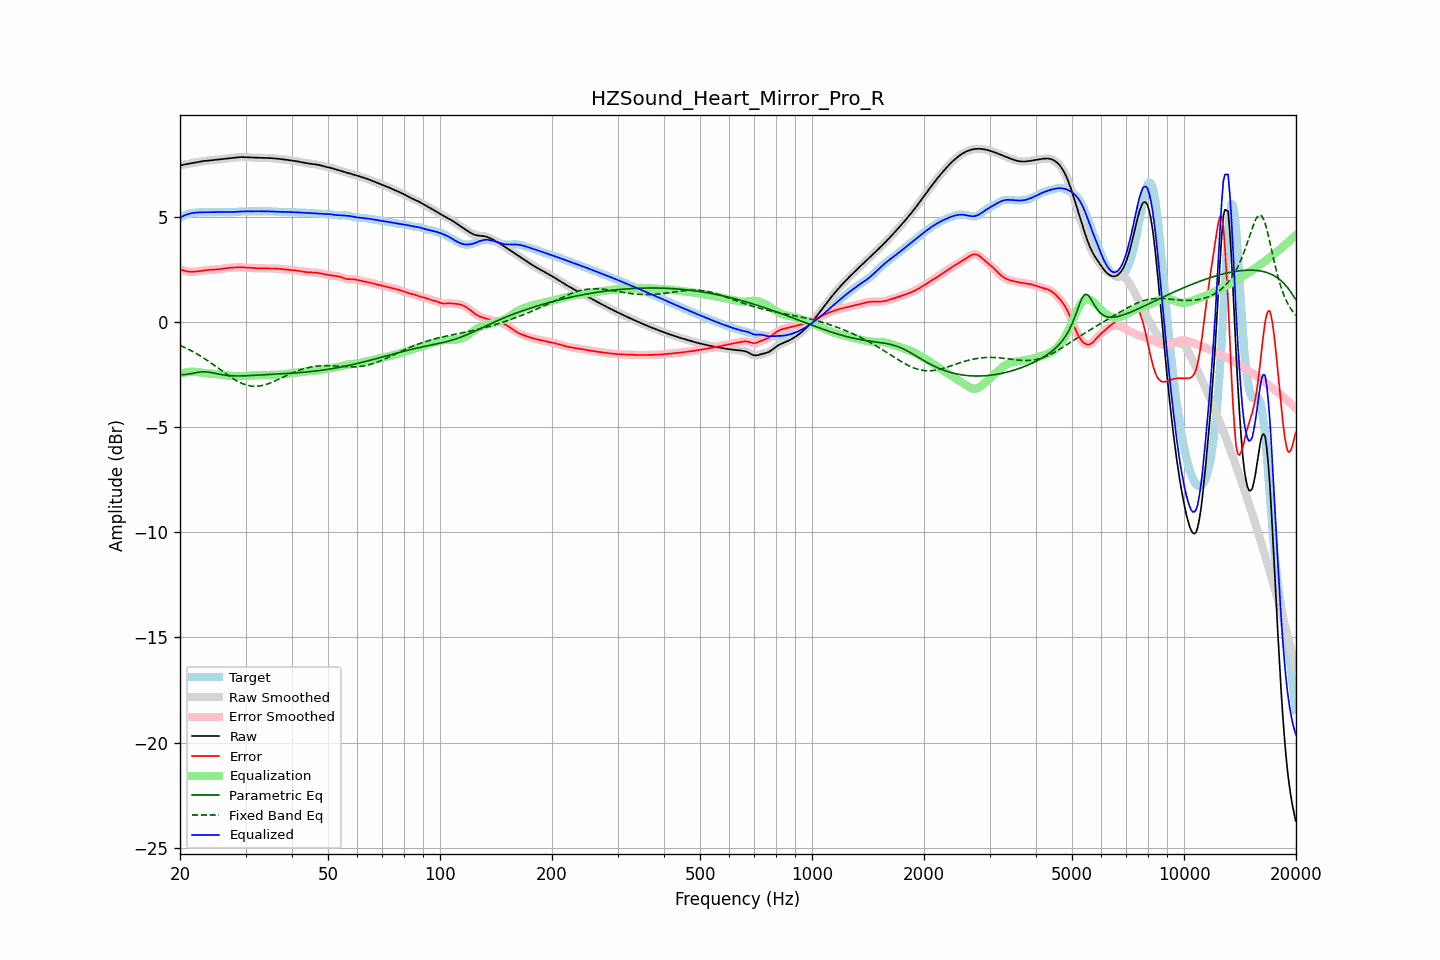 HZSound_Heart_Mirror_Pro_R
5
0
−5
−10
−15
−20
−25
Amplitude (dBr)
Target
Raw Smoothed
Error Smoothed
Raw
Error
Equalization
Parametric Eq
Fixed Band Eq
Equalized
20 50 100 200 500 1000 2000 5000 10000 20000
Frequency (Hz)